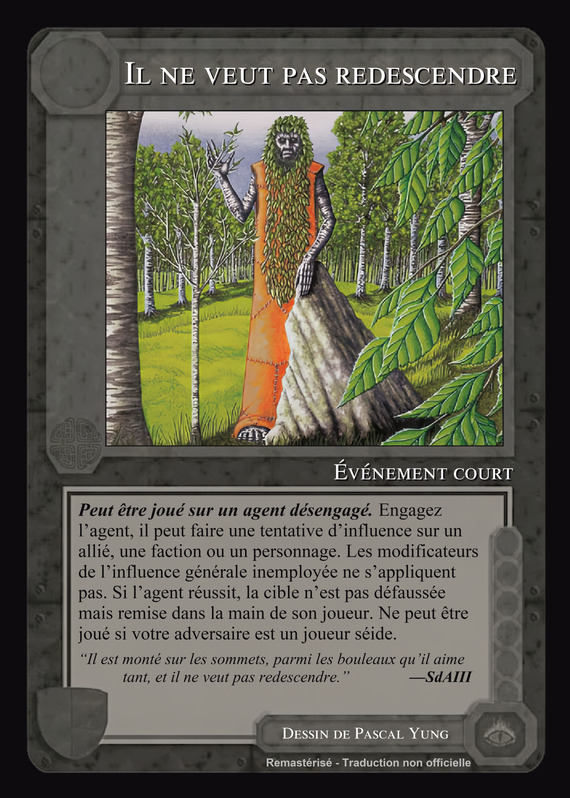 Il ne veut pas redescendre
Événement court
Peut être joué sur un agent désengagé. Engagez
l'agent, il peut faire une tentative d'influence sur un
allié, une faction ou un personnage. Les modificateurs
de l'influence générale inemployée ne s'appliquent
pas. Si l'agent réussit, la cible n'est pas défaussée
mais remise dans la main de son joueur. Ne peut être
joué si votre adversaire est un joueur séide.
“Il est monté sur les sommets, parmi les bouleaux qu'il aime
tant, et il ne veut pas redescendre.” —SdAIII
Dessin de Pascal Yung
Remastérisé - Traduction non officielle